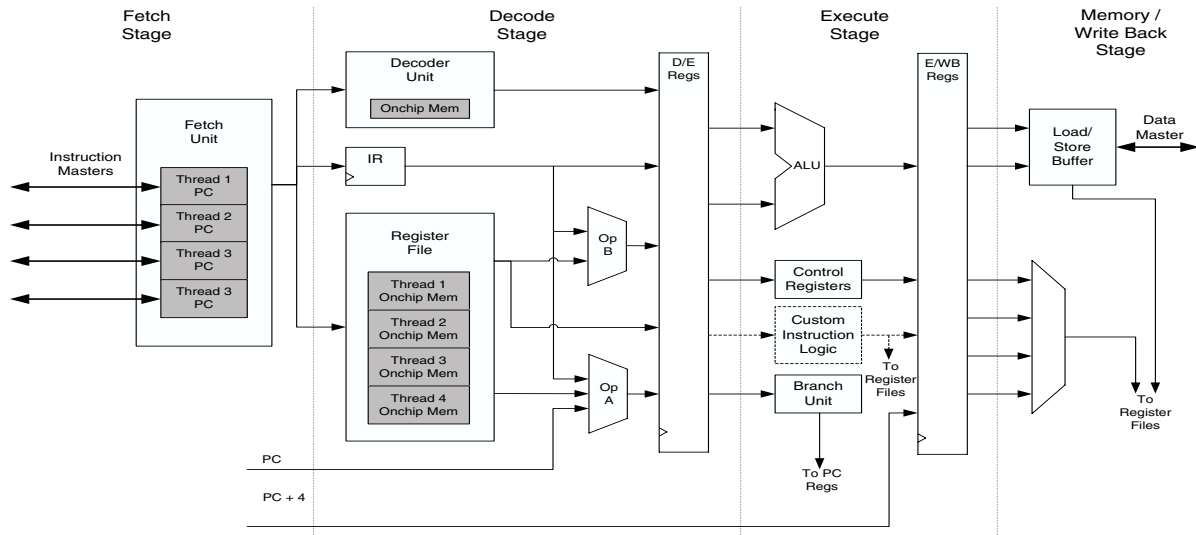 Fetch
Stage
Decode
Stage
Execute
Stage
Memory /
Write Back
Stage
Instruction
Masters
Fetch
Unit
Thread 1
PC
Thread 2
PC
Thread 3
PC
Thread 3
PC
Decoder
Unit
Onchip Mem
IR
Register
File
Thread 1
Onchip Mem
Thread 2
Onchip Mem
Thread 3
Onchip Mem
Thread 4
Onchip Mem
PC
PC + 4
Op
B
Op
A
D/E
Regs
ALU
Control
Registers
Custom
Instruction
Logic
To
Register
Files
Branch
Unit
To PC
Regs
E/WB
Regs
Load/
Store
Buffer
Data
Master
To
Register
Files